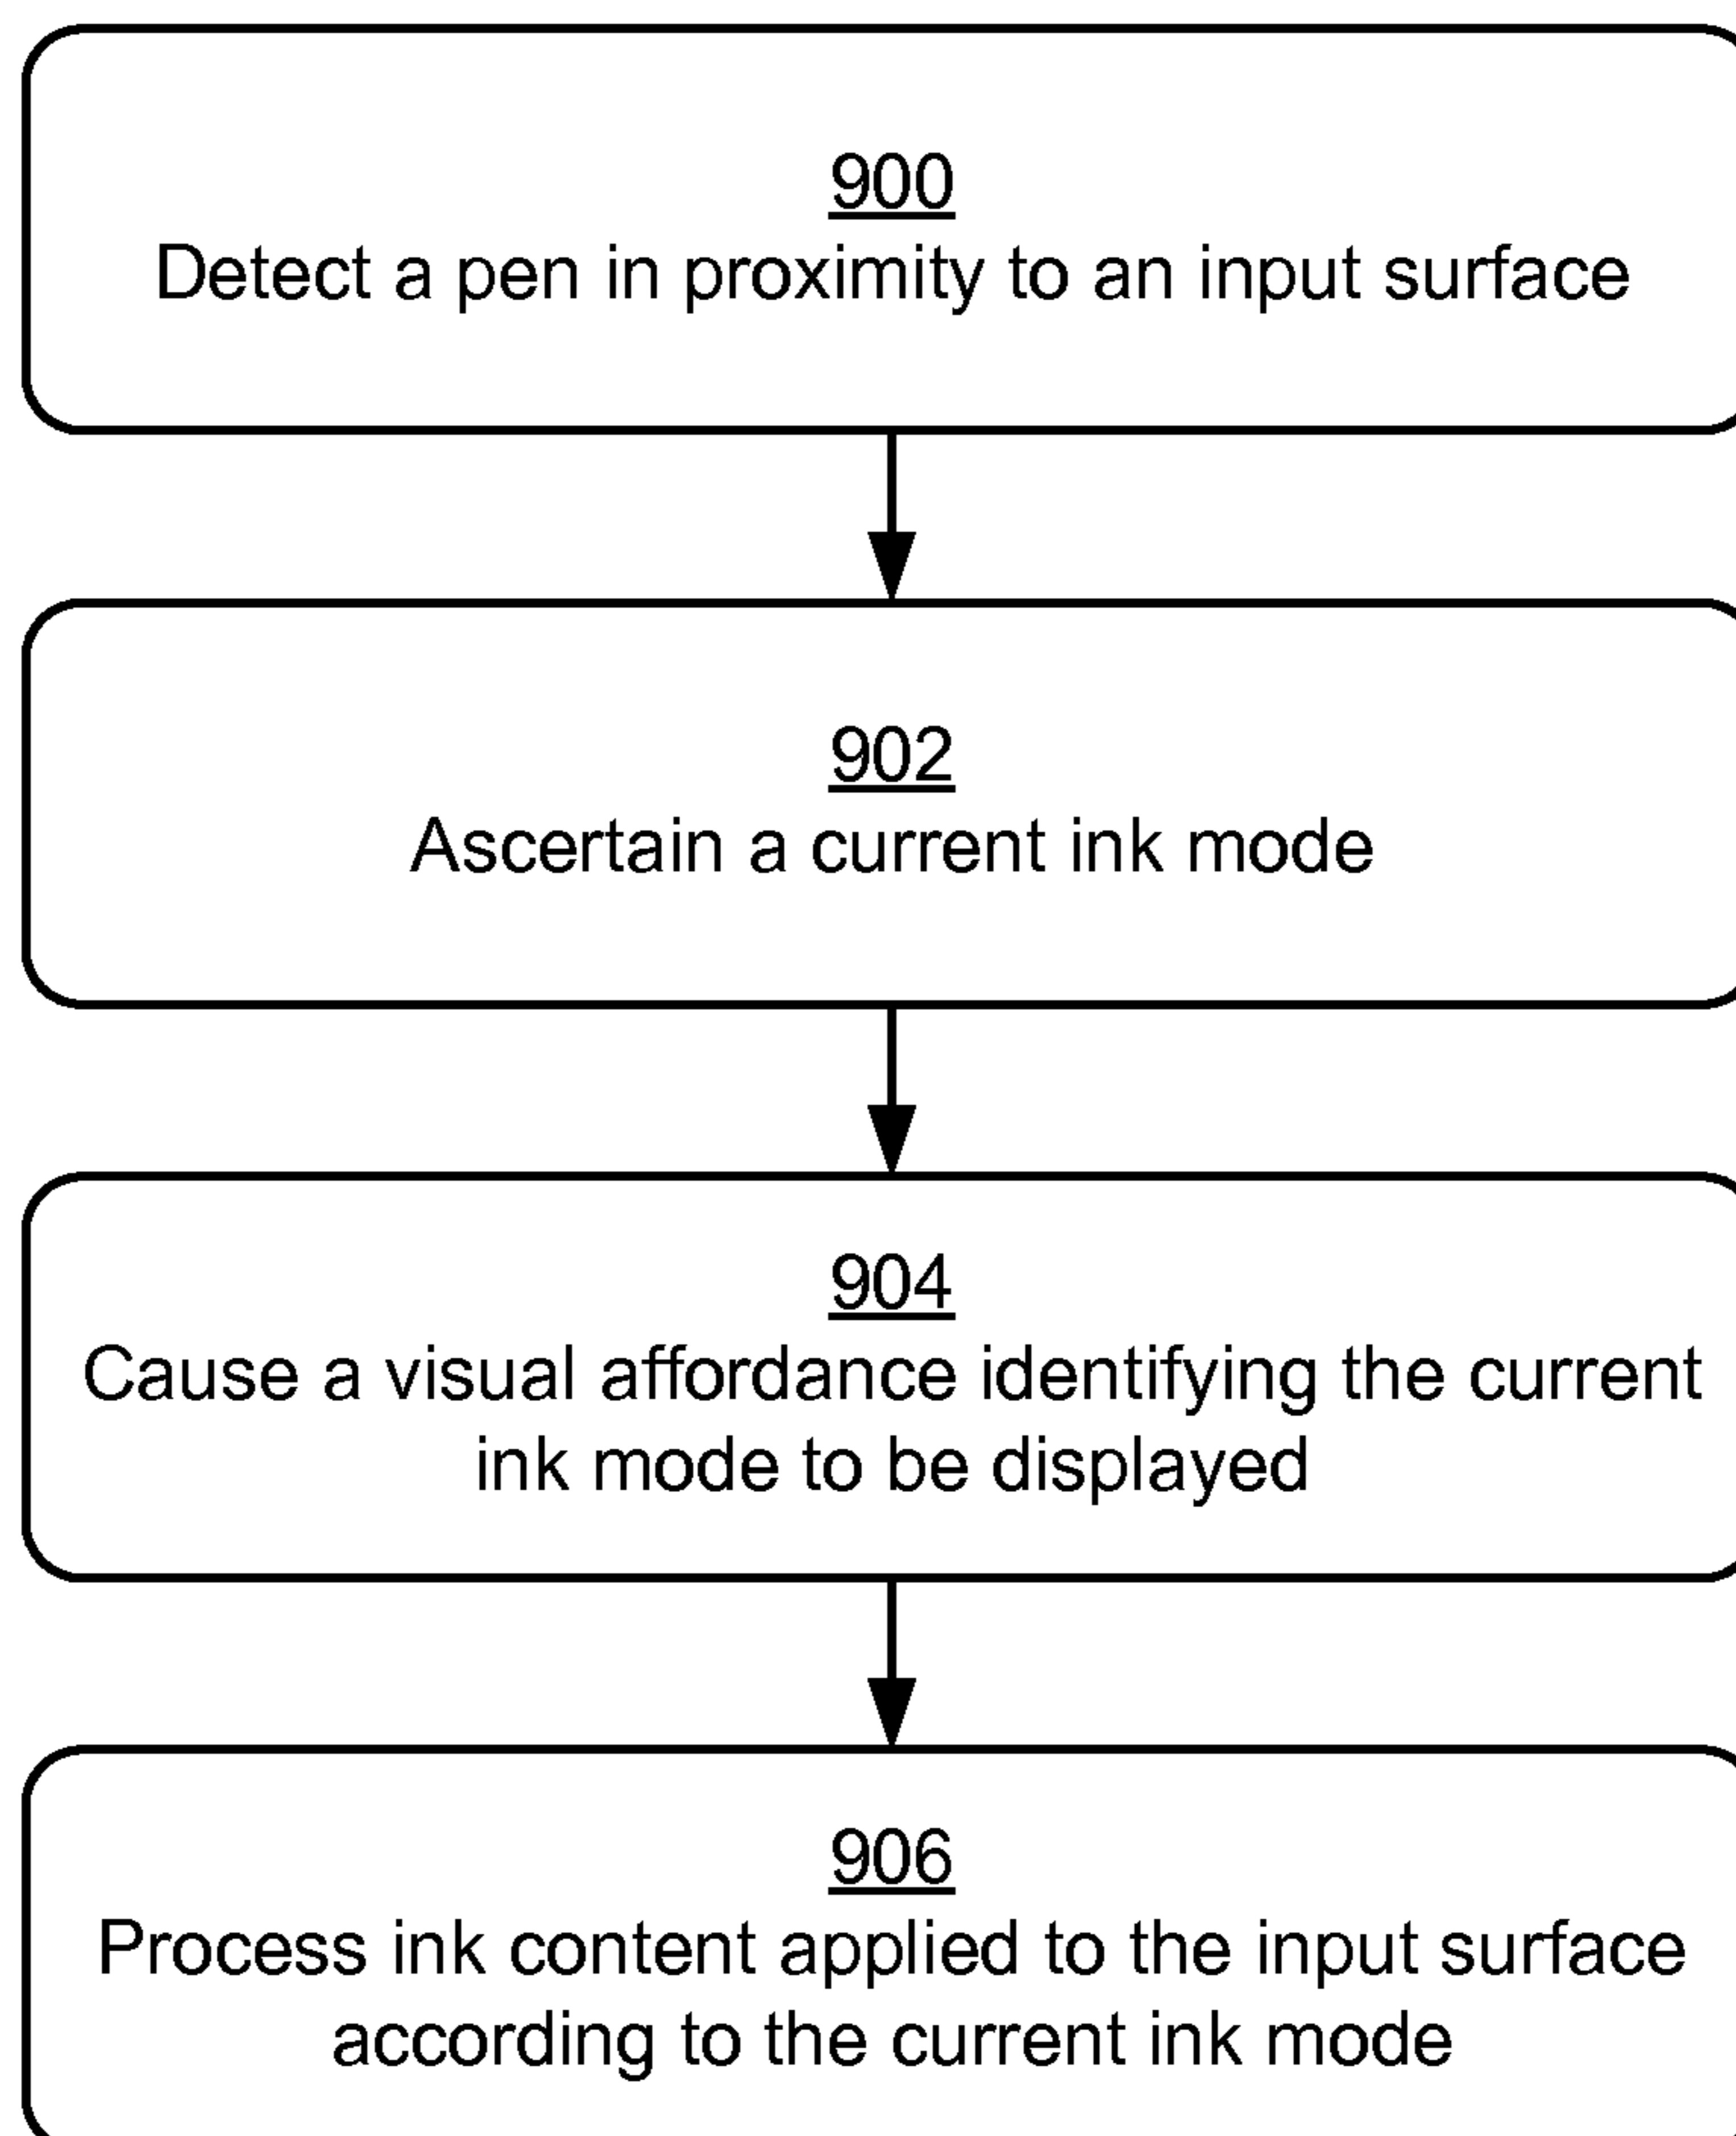 900
Detect a pen in proximity to an input surface
902
Ascertain a current ink mode
904
Cause a visual affordance identifying the current
ink mode to be displayed
906
Process ink content applied to the input surface
according to the current ink mode